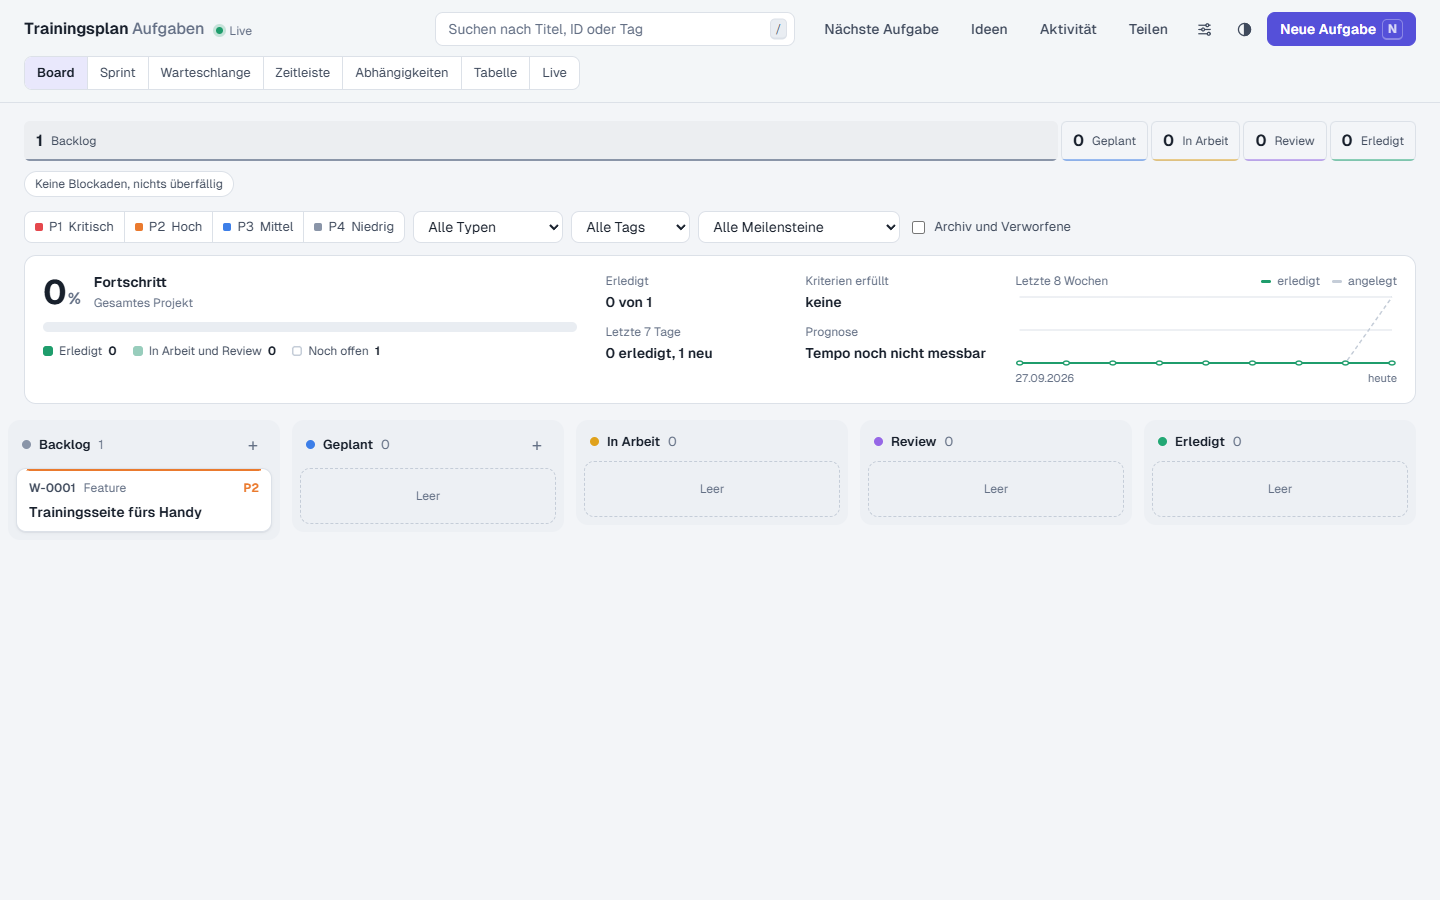 Trainingsplan Aufgaben Live
Suchen nach Titel, ID oder Tag /
Nächste Aufgabe Ideen Aktivität Teilen Neue Aufgabe N
Board Sprint Warteschlange Zeitleiste Abhängigkeiten Tabelle Live
1 Backlog 0 Geplant 0 In Arbeit 0 Review 0 Erledigt
Keine Blockaden, nichts überfällig
P1 Kritisch P2 Hoch P3 Mittel P4 Niedrig Alle Typen Alle Tags Alle Meilensteine Archiv und Verworfene
0% Fortschritt
Gesamtes Projekt
Erledigt 0 In Arbeit und Review 0 Noch offen 1
Erledigt
0 von 1
Letzte 7 Tage
0 erledigt, 1 neu
Kriterien erfüllt
keine
Prognose
Tempo noch nicht messbar
Letzte 8 Wochen erledigt angelegt
27.09.2026 heute
Backlog 1 +
W-0001 Feature P2
Trainingsseite fürs Handy
Geplant 0 +
Leer
In Arbeit 0
Leer
Review 0
Leer
Erledigt 0
Leer